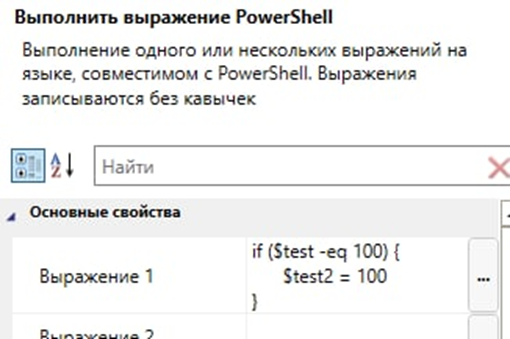 Выполнить выражение PowerShell
Выполнение одного или нескольких выражений на
языке, совместимом с PowerShell. Выражения
записываются без кавычек
A
Z
Найти
Основные свойства
Выражение 1
if ($test -eq 100) {
$test2 = 100
}
...
Выражение 2